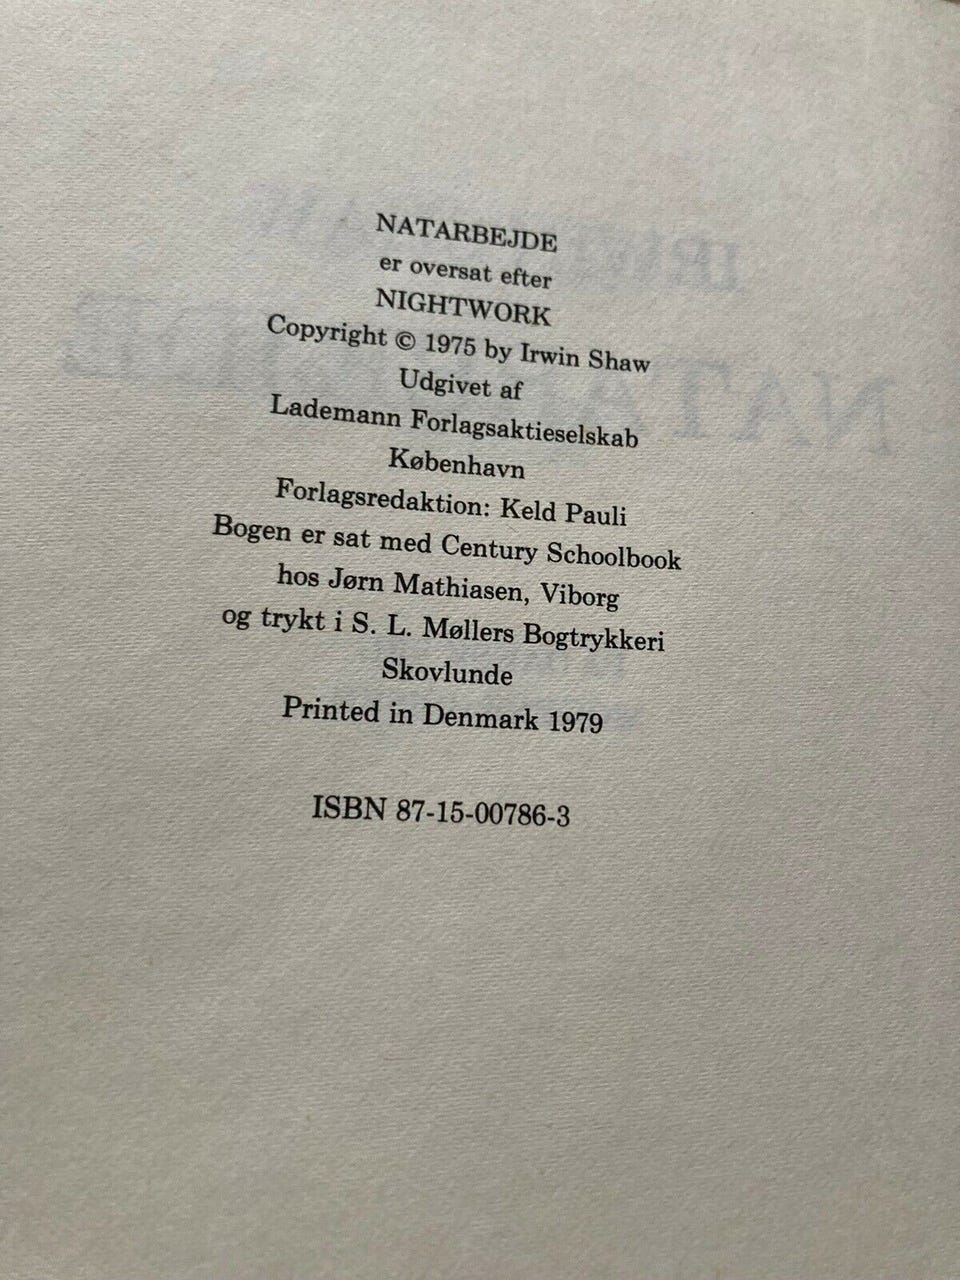 NATARBEJDE
er oversat efter
NIGHTWORK
Copyright © 1975 by Irwin Shaw
Udgivet af
Lademann Forlagsaktieselskab
København
Forlagsredaktion: Keld Pauli
Bogen er sat med Century Schoolbook
hos Jørn Mathiasen, Viborg
og trykt i S. L. Møllers Bogtrykkeri
Skovlunde
Printed in Denmark 1979
ISBN 87-15-00786-3